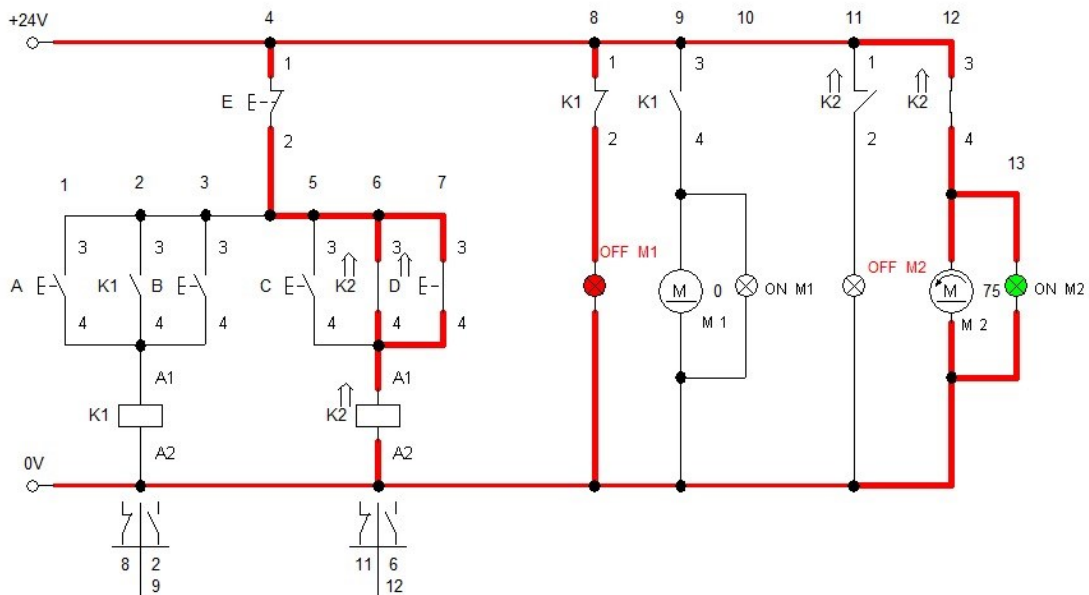 4 8 9 10 11 12
+24V
1 1 3 1 3
E K1 K1 K2 K2
2 2 4 2 4
1 2 3 5 6 7 13
3 3 3 3 3
A K1 B C K2 D OFF M1 M 0 ON M1 OFF M2 M 75 ON M2
4 4 4 4 4 M 1 M 2
A1 A1
K1 K2
A2 A2
0V
8 2 11 6
9 12